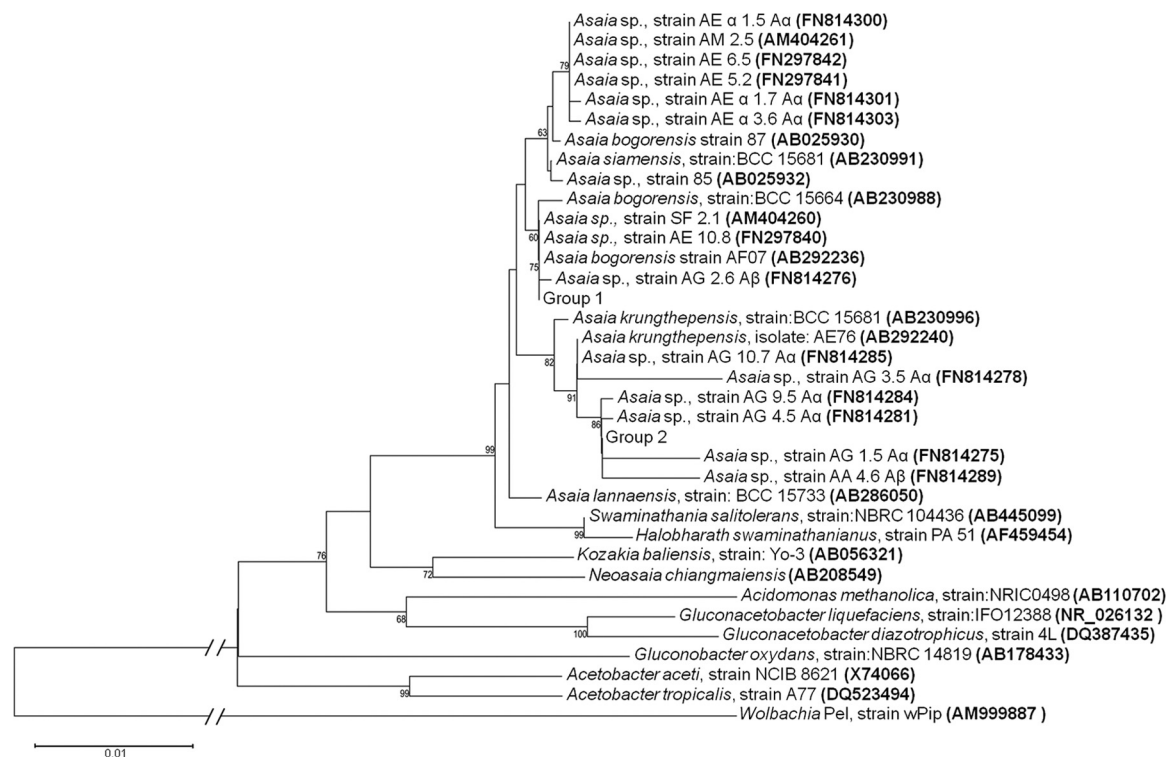 Asaia sp., strain AE α 1.5 Aα (FN814300)
Asaia sp., strain AM 2.5 (AM404261)
Asaia sp., strain AE 6.5 (FN297842)
79
Asaia sp., strain AE 5.2 (FN297841)
Asaia sp., strain AE α 1.7 Aα (FN814301)
Asaia sp., strain AE α 3.6 Aα (FN814303)
63
Asaia bogorensis strain 87 (AB025930)
Asaia siamensis, strain:BCC 15681 (AB230991)
Asaia sp., strain 85 (AB025932)
Asaia bogorensis, strain:BCC 15664 (AB230988)
Asaia sp., strain SF 2.1 (AM404260)
60
Asaia sp., strain AE 10.8 (FN297840)
Asaia bogorensis strain AF07 (AB292236)
75
Asaia sp., strain AG 2.6 Aβ (FN814276)
Group 1
Asaia krungthepensis, strain:BCC 15681 (AB230996)
Asaia krungthepensis, isolate: AE76 (AB292240)
82
Asaia sp., strain AG 10.7 Aα (FN814285)
Asaia sp., strain AG 3.5 Aα (FN814278)
91
Asaia sp., strain AG 9.5 Aα (FN814284)
Asaia sp., strain AG 4.5 Aα (FN814281)
86
Group 2
99
Asaia sp., strain AG 1.5 Aα (FN814275)
Asaia sp., strain AA 4.6 Aβ (FN814289)
Asaia lannaensis, strain: BCC 15733 (AB286050)
Swaminathania salitolerans, strain:NBRC 104436 (AB445099)
99
Halobharath swaminathanianus, strain PA 51 (AF459454)
76
Kozakia baliensis, strain: Yo-3 (AB056321)
72
Neoasaia chiangmaiensis (AB208549)
Acidomonas methanolica, strain:NRIC0498 (AB110702)
68
Gluconacetobacter liquefaciens, strain:IFO12388 (NR_026132 )
100
Gluconacetobacter diazotrophicus, strain 4L (DQ387435)
Gluconobacter oxydans, strain:NBRC 14819 (AB178433)
Acetobacter aceti, strain NCIB 8621 (X74066)
99
Acetobacter tropicalis, strain A77 (DQ523494)
Wolbachia Pel, strain wPip (AM999887 )
0.01